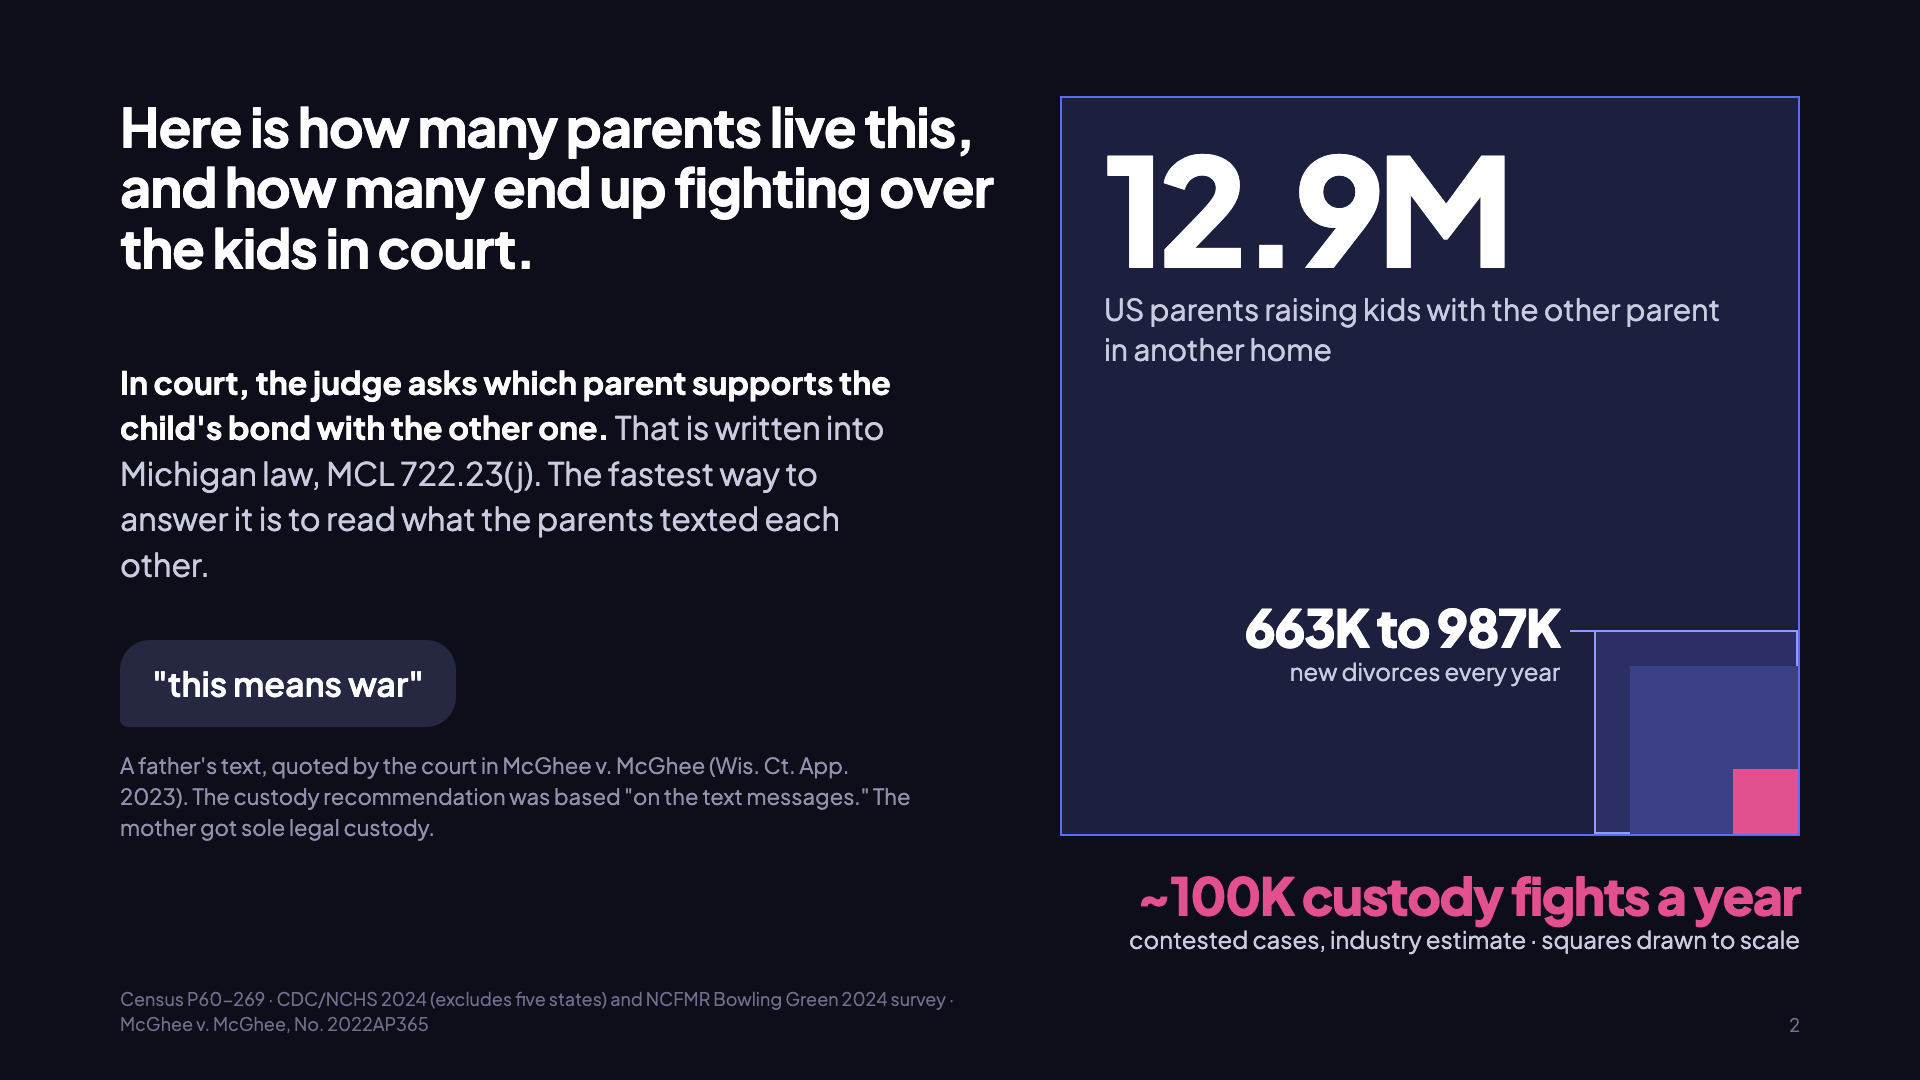 Here is how many parents live this,
and how many end up fighting over
the kids in court.
In court, the judge asks which parent supports the
child's bond with the other one. That is written into
Michigan law, MCL 722.23(j). The fastest way to
answer it is to read what the parents texted each
other.
"this means war"
A father's text, quoted by the court in McGhee v. McGhee (Wis. Ct. App.
2023). The custody recommendation was based "on the text messages." The
mother got sole legal custody.
12.9M
US parents raising kids with the other parent
in another home
663K to 987K
new divorces every year
~100K custody fights a year
contested cases, industry estimate · squares drawn to scale
Census P60–269 · CDC/NCHS 2024 (excludes five states) and NCFMR Bowling Green 2024 survey ·
McGhee v. McGhee, No. 2022AP365
2